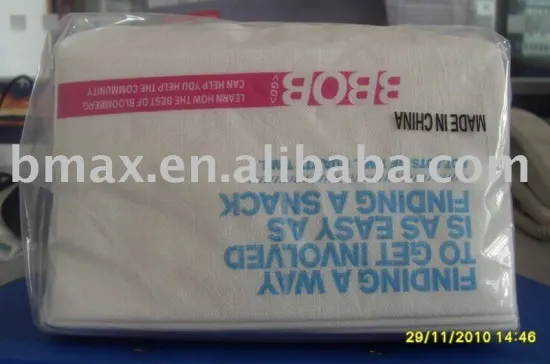 FINDING A WAY
TO GET INVOLVED
IS AS EASY AS
FINDING A SNACK
MADE IN CHINA
BBOB
<GO>
LEARN HOW THE BEST OF BLOOMBERG
CAN HELP YOU HELP THE COMMUNITY
bmax.en.alibaba.com
29/11/2010 14:46